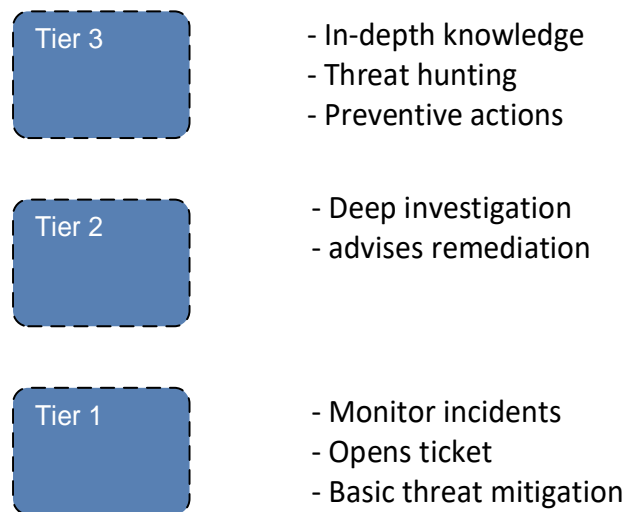 Tier 3
- In-depth knowledge
- Threat hunting
- Preventive actions
Tier 2
- Deep investigation
- advises remediation
Tier 1
- Monitor incidents
- Opens ticket
- Basic threat mitigation